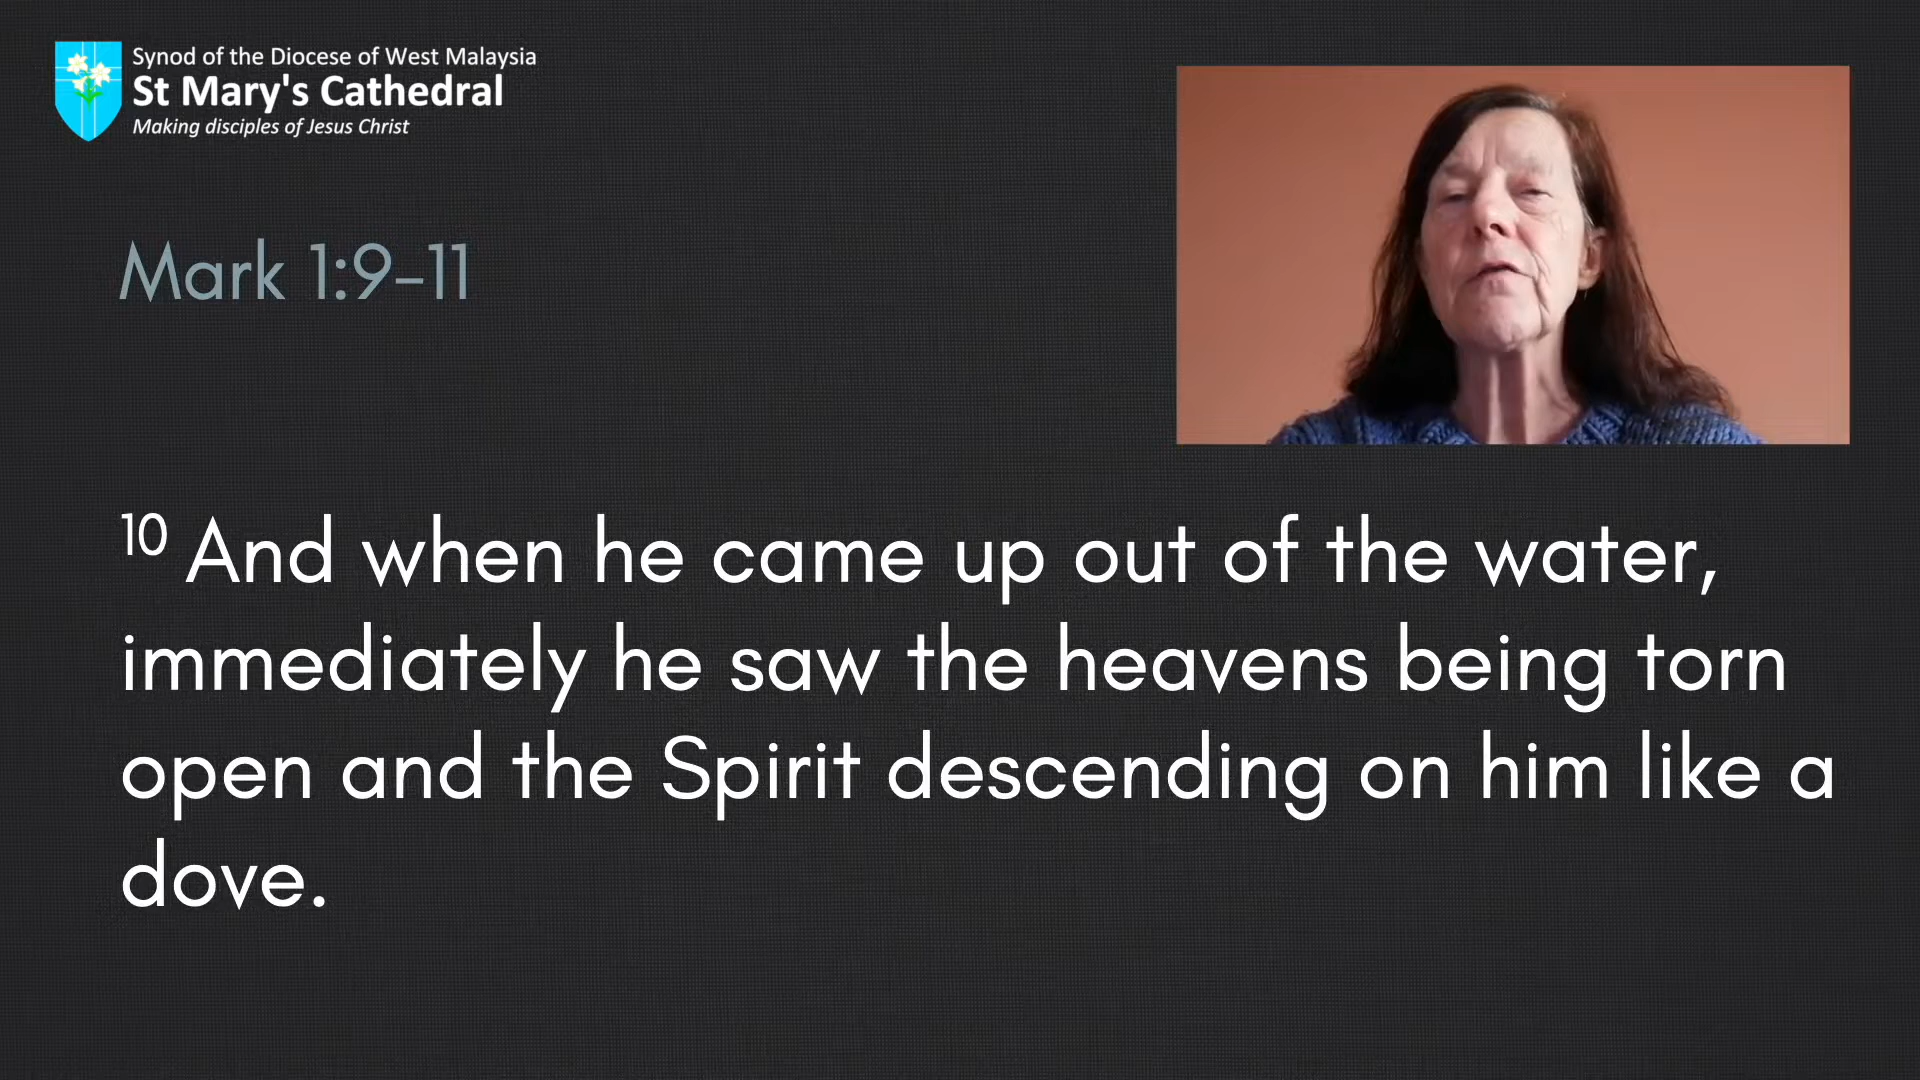 Synod of the Diocese of West Malaysia
St Mary's Cathedral
Making disciples of Jesus Christ
Mark 1:9–11
10 And when he came up out of the water,
immediately he saw the heavens being torn
open and the Spirit descending on him like a
dove.